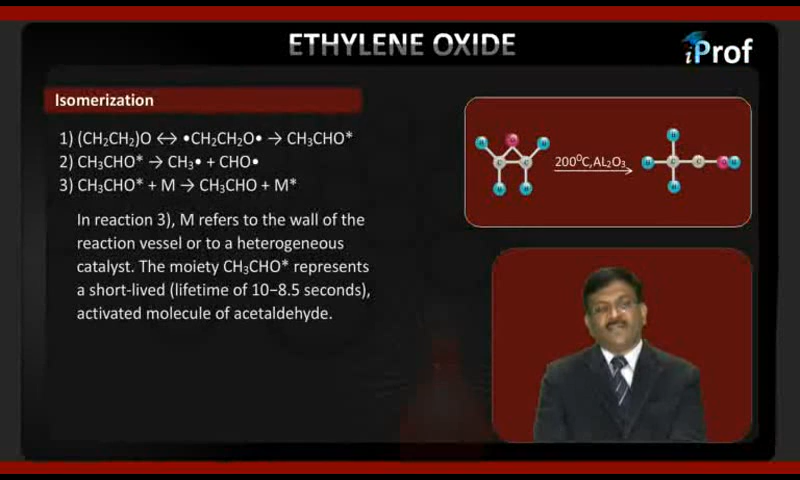 ETHYLENE OXIDE
iProf
Isomerization
1) (CH₂CH₂)O ↔ •CH₂CH₂O• → CH₃CHO*
2) CH₃CHO* → CH₃• + CHO•
3) CH₃CHO* + M → CH₃CHO + M*
In reaction 3), M refers to the wall of the
reaction vessel or to a heterogeneous
catalyst. The moiety CH₃CHO* represents
a short-lived (lifetime of 10−8.5 seconds),
activated molecule of acetaldehyde.
200⁰C,AL₂O₃